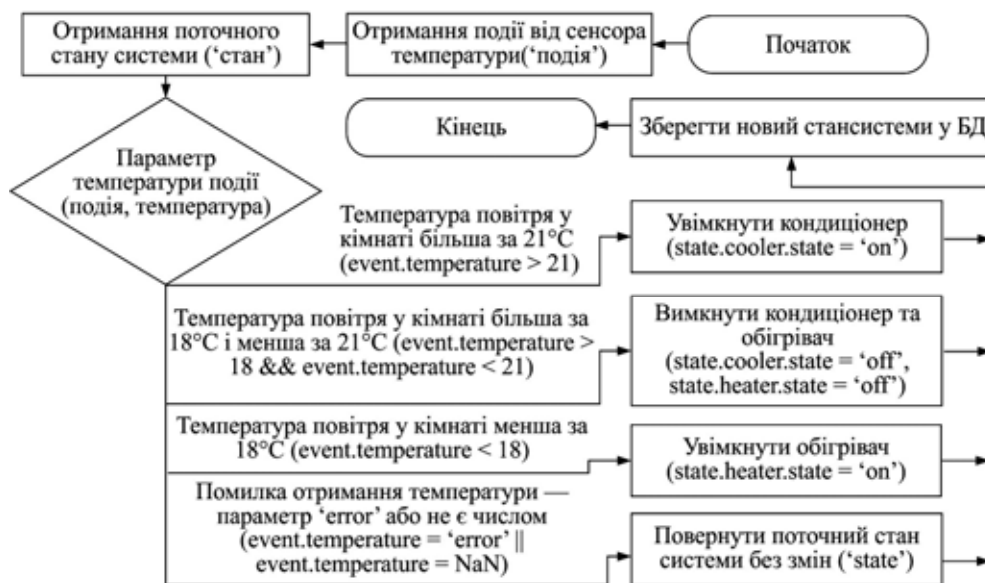 Початок
Отримання події від сенсора
температури(‘подія’)
Отримання поточного
стану системи (‘стан’)
Параметр
температури події
(подія, температура)
Кінець
Зберегти новий стансистеми у БД
Температура повітря у
кімнаті більша за 21°C
(event.temperature > 21)
Увімкнути кондиціонер
(state.cooler.state = ‘on’)
Температура повітря у кімнаті більша за
18°C і менша за 21°C (event.temperature >
18 && event.temperature < 21)
Вимкнути кондиціонер та
обігрівач
(state.cooler.state = ‘off’,
state.heater.state = ‘off’)
Температура повітря у кімнаті менша за
18°C (event.temperature < 18)
Увімкнути обігрівач
(state.heater.state = ‘on’)
Помилка отримання температури —
параметр ‘error’ або не є числом
(event.temperature = ‘error’ ||
event.temperature = NaN)
Повернути поточний стан
системи без змін (‘state’)